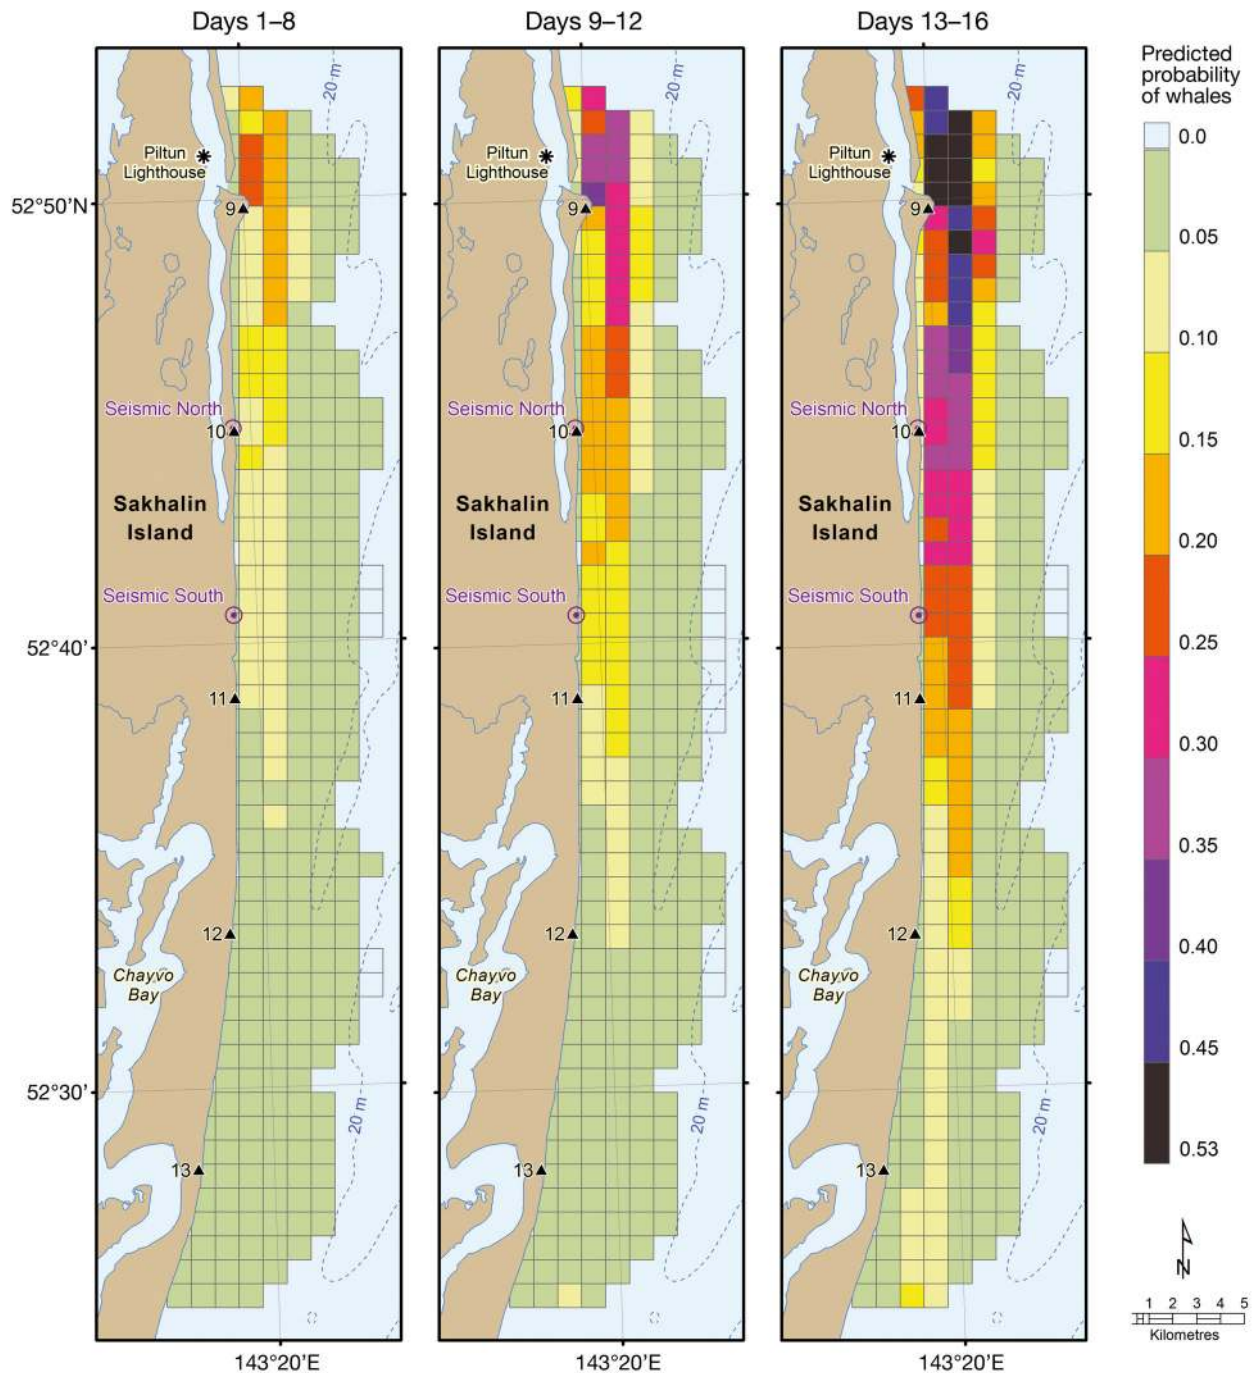 Days 1–8
Days 9–12
Days 13–16
Predicted
probability
of whales
0.0
0.05
0.10
0.15
0.20
0.25
0.30
0.35
0.40
0.45
0.53
N
1 2 3 4 5
Kilometres
52°50'N
52°40'
52°30'
20 m
Piltun
Lighthouse
9
Seismic North
10
Sakhalin
Island
Seismic South
11
12
Chayvo
Bay
20 m
13
143°20'E
20 m
Piltun
Lighthouse
9
Seismic North
10
Sakhalin
Island
Seismic South
11
12
Chayvo
Bay
20 m
13
143°20'E
20 m
Piltun
Lighthouse
9
Seismic North
10
Sakhalin
Island
Seismic South
11
12
Chayvo
Bay
20 m
13
143°20'E